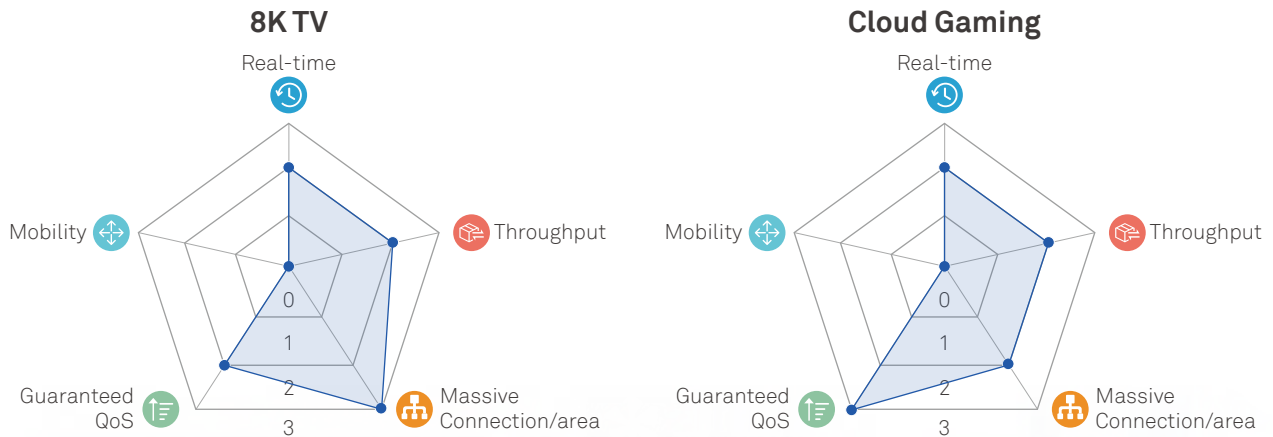 8K TV
Real-time
Mobility
Throughput
0
1
2
3
Guaranteed
QoS
Massive
Connection/area
Cloud Gaming
Real-time
Mobility
Throughput
0
1
2
3
Guaranteed
QoS
Massive
Connection/area